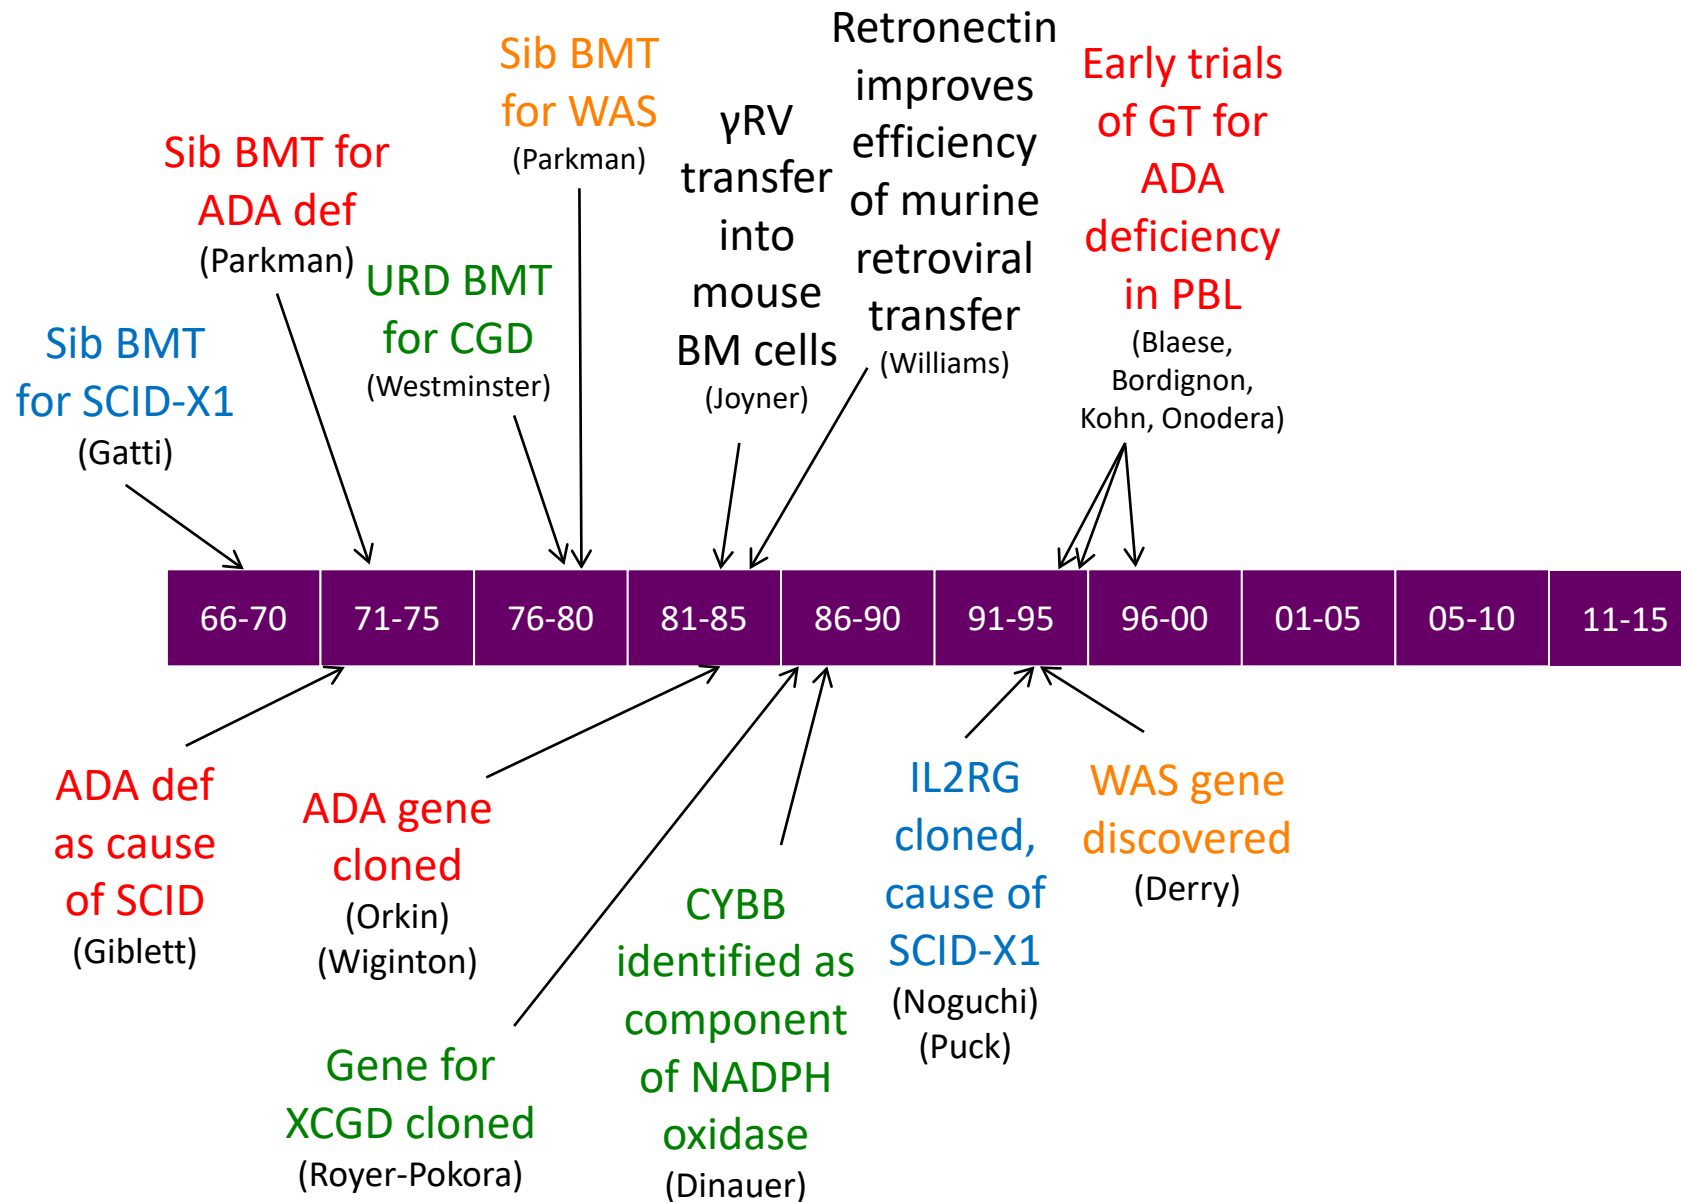 Sib BMT
for SCID-X1
(Gatti)
Sib BMT for
ADA def
(Parkman)
URD BMT
for CGD
(Westminster)
Sib BMT
for WAS
(Parkman)
γRV
transfer
into
mouse
BM cells
(Joyner)
Retronectin
improves
efficiency
of murine
retroviral
transfer
(Williams)
Early trials
of GT for
ADA
deficiency
in PBL
(Blaese,
Bordignon,
Kohn, Onodera)
66-70
71-75
76-80
81-85
86-90
91-95
96-00
01-05
05-10
11-15
ADA def
as cause
of SCID
(Giblett)
ADA gene
cloned
(Orkin)
(Wiginton)
Gene for
XCGD cloned
(Royer-Pokora)
CYBB
identified as
component
of NADPH
oxidase
(Dinauer)
IL2RG
cloned,
cause of
SCID-X1
(Noguchi)
(Puck)
WAS gene
discovered
(Derry)